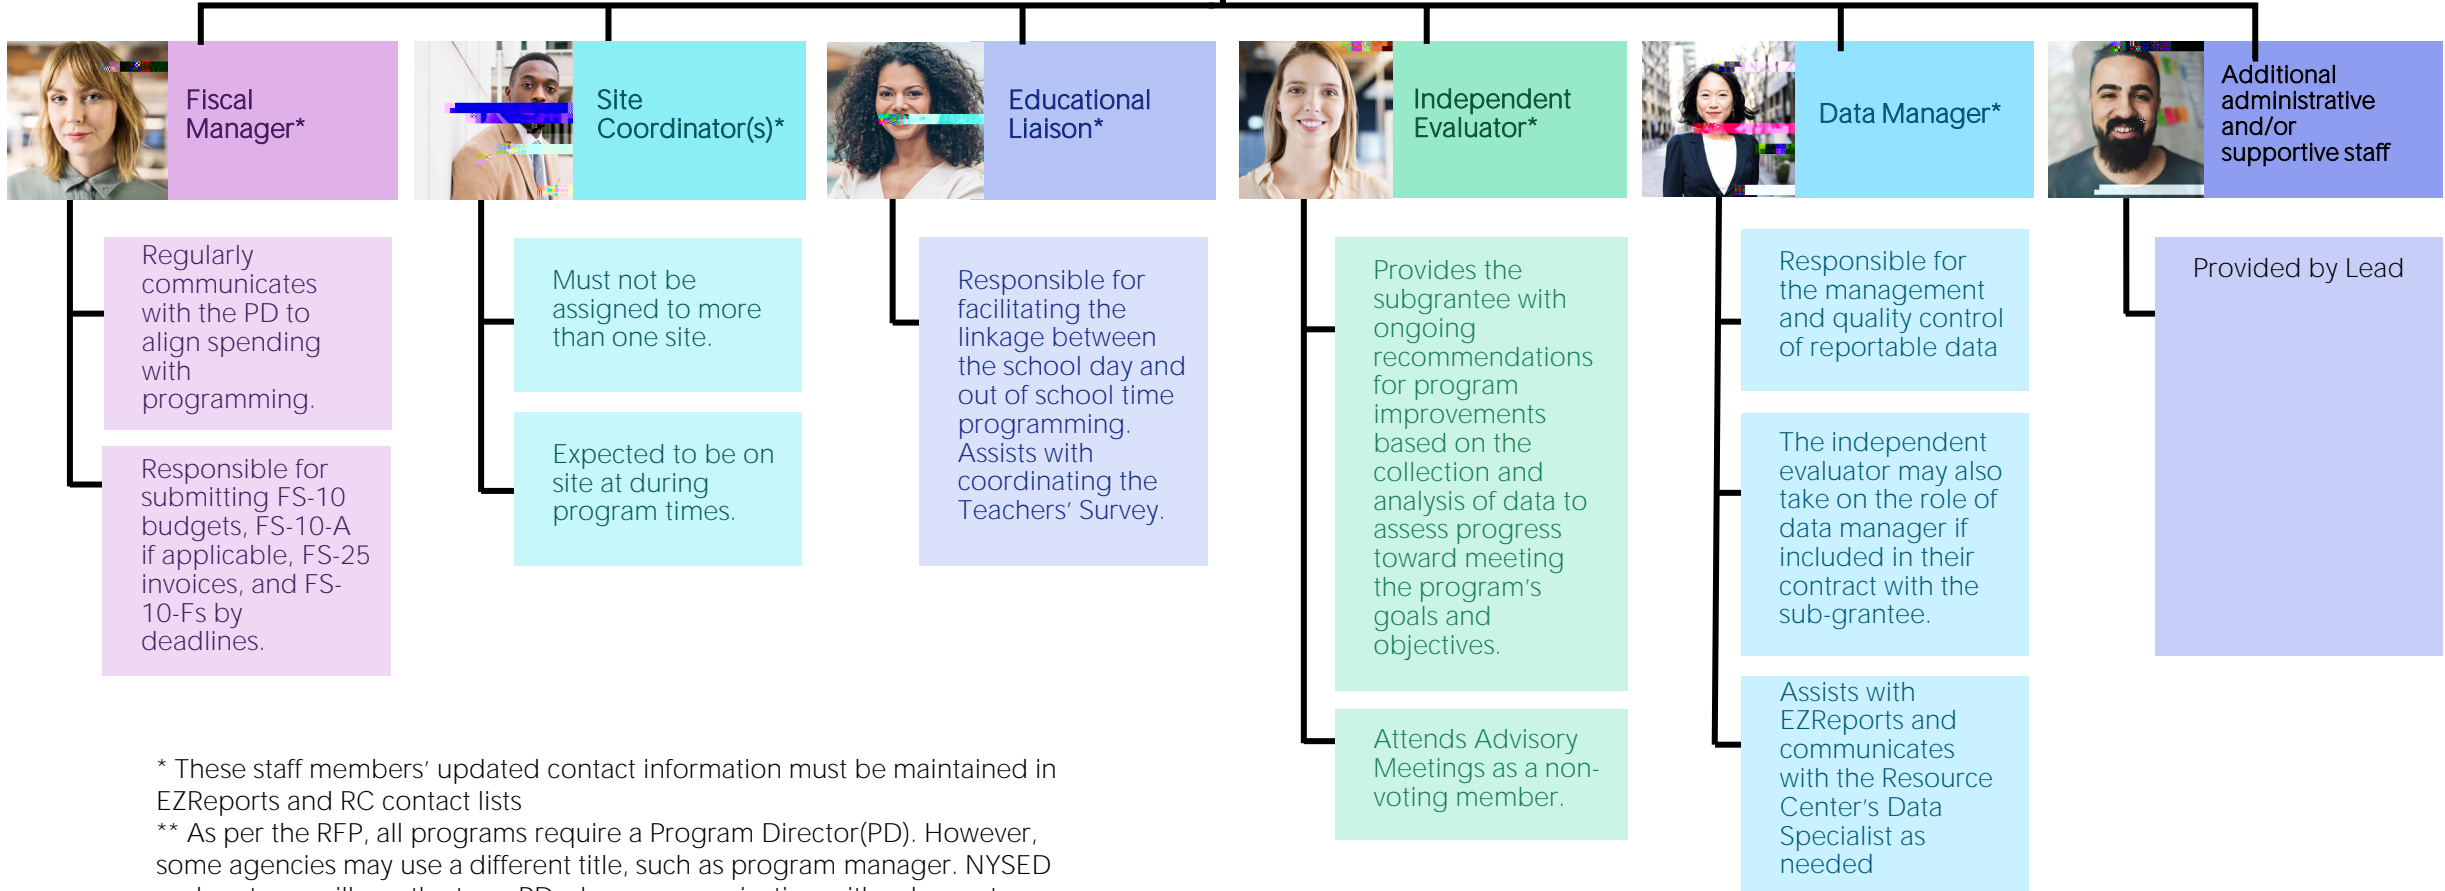 Fiscal
Manager*
Site
Coordinator(s)*
Educational
Liaison*
Independent
Evaluator*
Data Manager*
Additional
administrative
and/or
supportive staff
Regularly
communicates
with the PD to
align spending
with
programming.
Responsible for
submitting FS-10
budgets, FS-10-A
if applicable, FS-25
invoices, and FS-
10-Fs by
deadlines.
Must not be
assigned to more
than one site.
Expected to be on
site at during
program times.
Responsible for
facilitating the
linkage between
the school day and
out of school time
programming.
Assists with
coordinating the
Teachers’ Survey.
Provides the
subgrantee with
ongoing
recommendations
for program
improvements
based on the
collection and
analysis of data to
assess progress
toward meeting
the program’s
goals and
objectives.
Attends Advisory
Meetings as a non-
voting member.
Responsible for
the management
and quality control
of reportable data
The independent
evaluator may also
take on the role of
data manager if
included in their
contract with the
sub-grantee.
Assists with
EZReports and
communicates
with the Resource
Center’s Data
Specialist as
needed
Provided by Lead
* These staff members’ updated contact information must be maintained in
EZReports and RC contact lists
** As per the RFP, all programs require a Program Director(PD). However,
some agencies may use a different title, such as program manager. NYSED